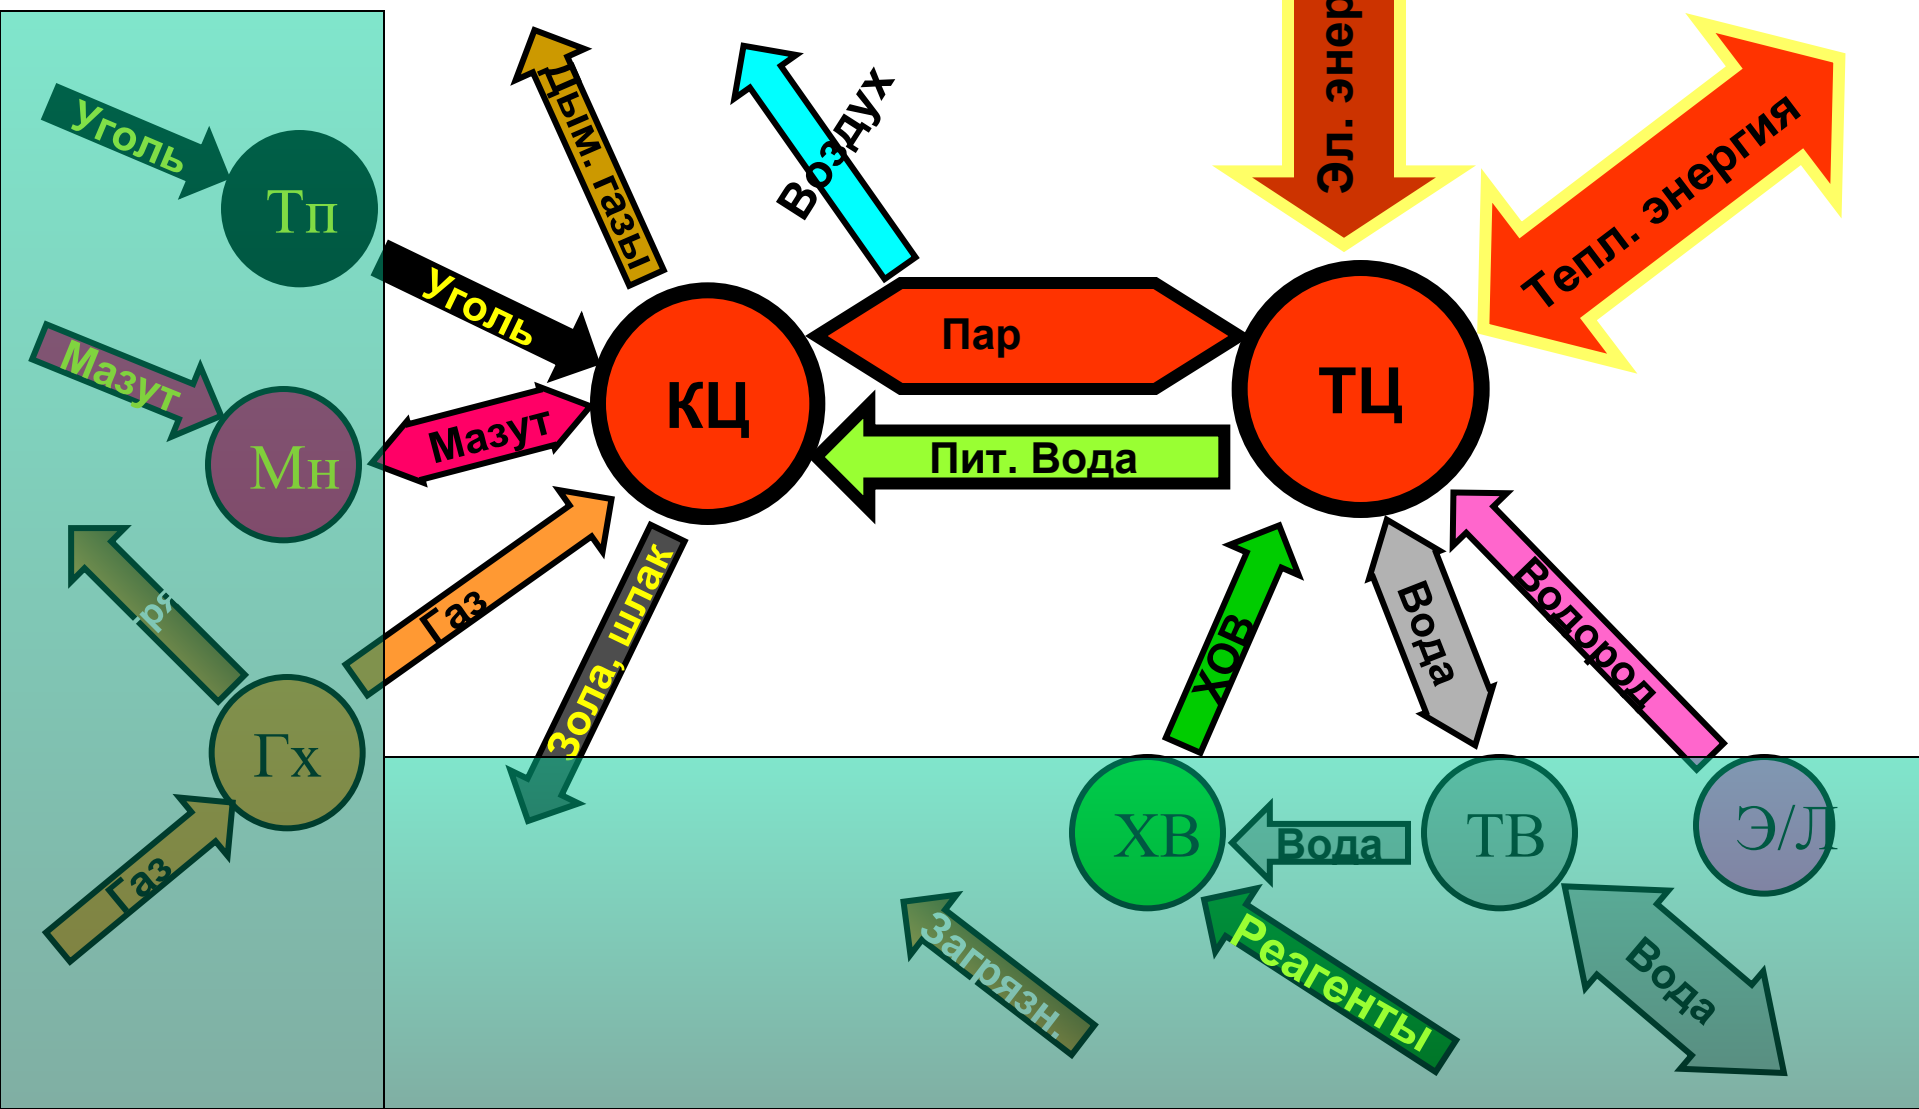 Эл. энер
Тепл. энергия
Дым. газы
Воздух
Уголь
Тп
Уголь
Пар
КЦ
ТЦ
Мазут
Мазут
Пит. Вода
Мн
Газ
Зола, шлак
ХОВ
Вода
Водород
Гх
Газ
ХВ
Вода
ТВ
Э/Л
Загрязн.
Реагенты
Вода